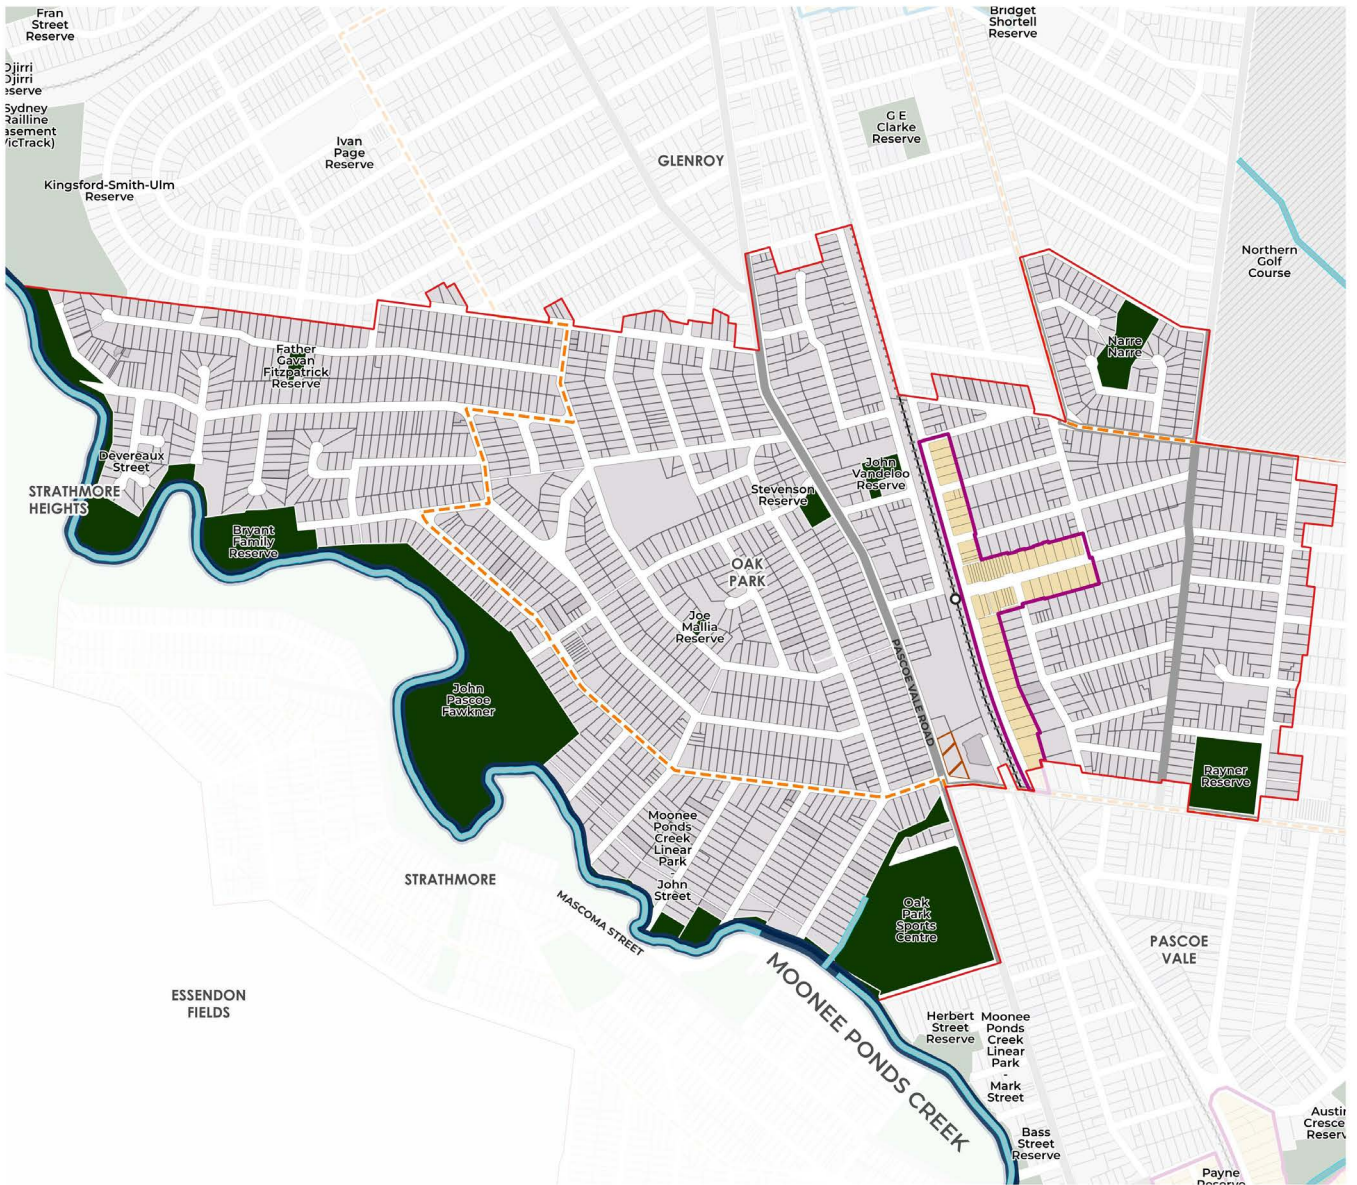 Fran
Street
Reserve
Bridget
Shortell
Reserve
Djirri
Djirri
eserve
Sydney
Railline
asement
VicTrack)
G E
Clarke
Reserve
Ivan
Page
Reserve
GLENROY
Kingsford-Smith-Ulm
Reserve
Northern
Golf
Course
Narre
Narre
Father
Gavan
Fitzpatrick
Reserve
Devereaux
Street
John
Vandeloo
Reserve
Stevenson
Reserve
STRATHMORE
HEIGHTS
Bryant
Family
Reserve
OAK
PARK
Joe
Mallia
Reserve
PASCOE VALE ROAD
John
Pascoe
Fawkner
Rayner
Reserve
Moonee
Ponds
Creek
Linear
Park
-
John
Street
STRATHMORE
MASCOMA STREET
Oak
Park
Sports
Centre
PASCOE
VALE
MOONEE PONDS CREEK
ESSENDON
FIELDS
Herbert
Street
Reserve
Moonee
Ponds
Creek
Linear
Park
-
Mark
Street
Bass
Street
Reserve
Austin
Cresce
Reserv
Payne
Reserve